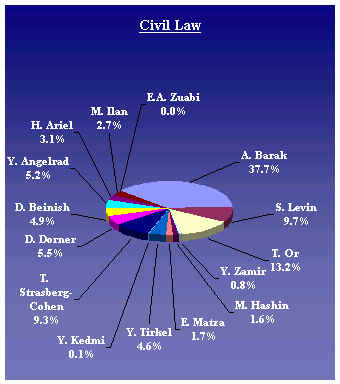 Civil Law
E.A. Zuabi
0.0%
M. Ilan
2.7%
H. Ariel
3.1%
A. Barak
37.7%
Y. Angelrad
5.2%
D. Beinish
4.9%
S. Levin
9.7%
D. Dorner
5.5%
T. Or
13.2%
Y. Zamir
0.8%
T.
Strasberg-
Cohen
9.3%
M. Hashin
1.6%
E. Matra
1.7%
Y. Tirkel
4.6%
Y. Kedmi
0.1%